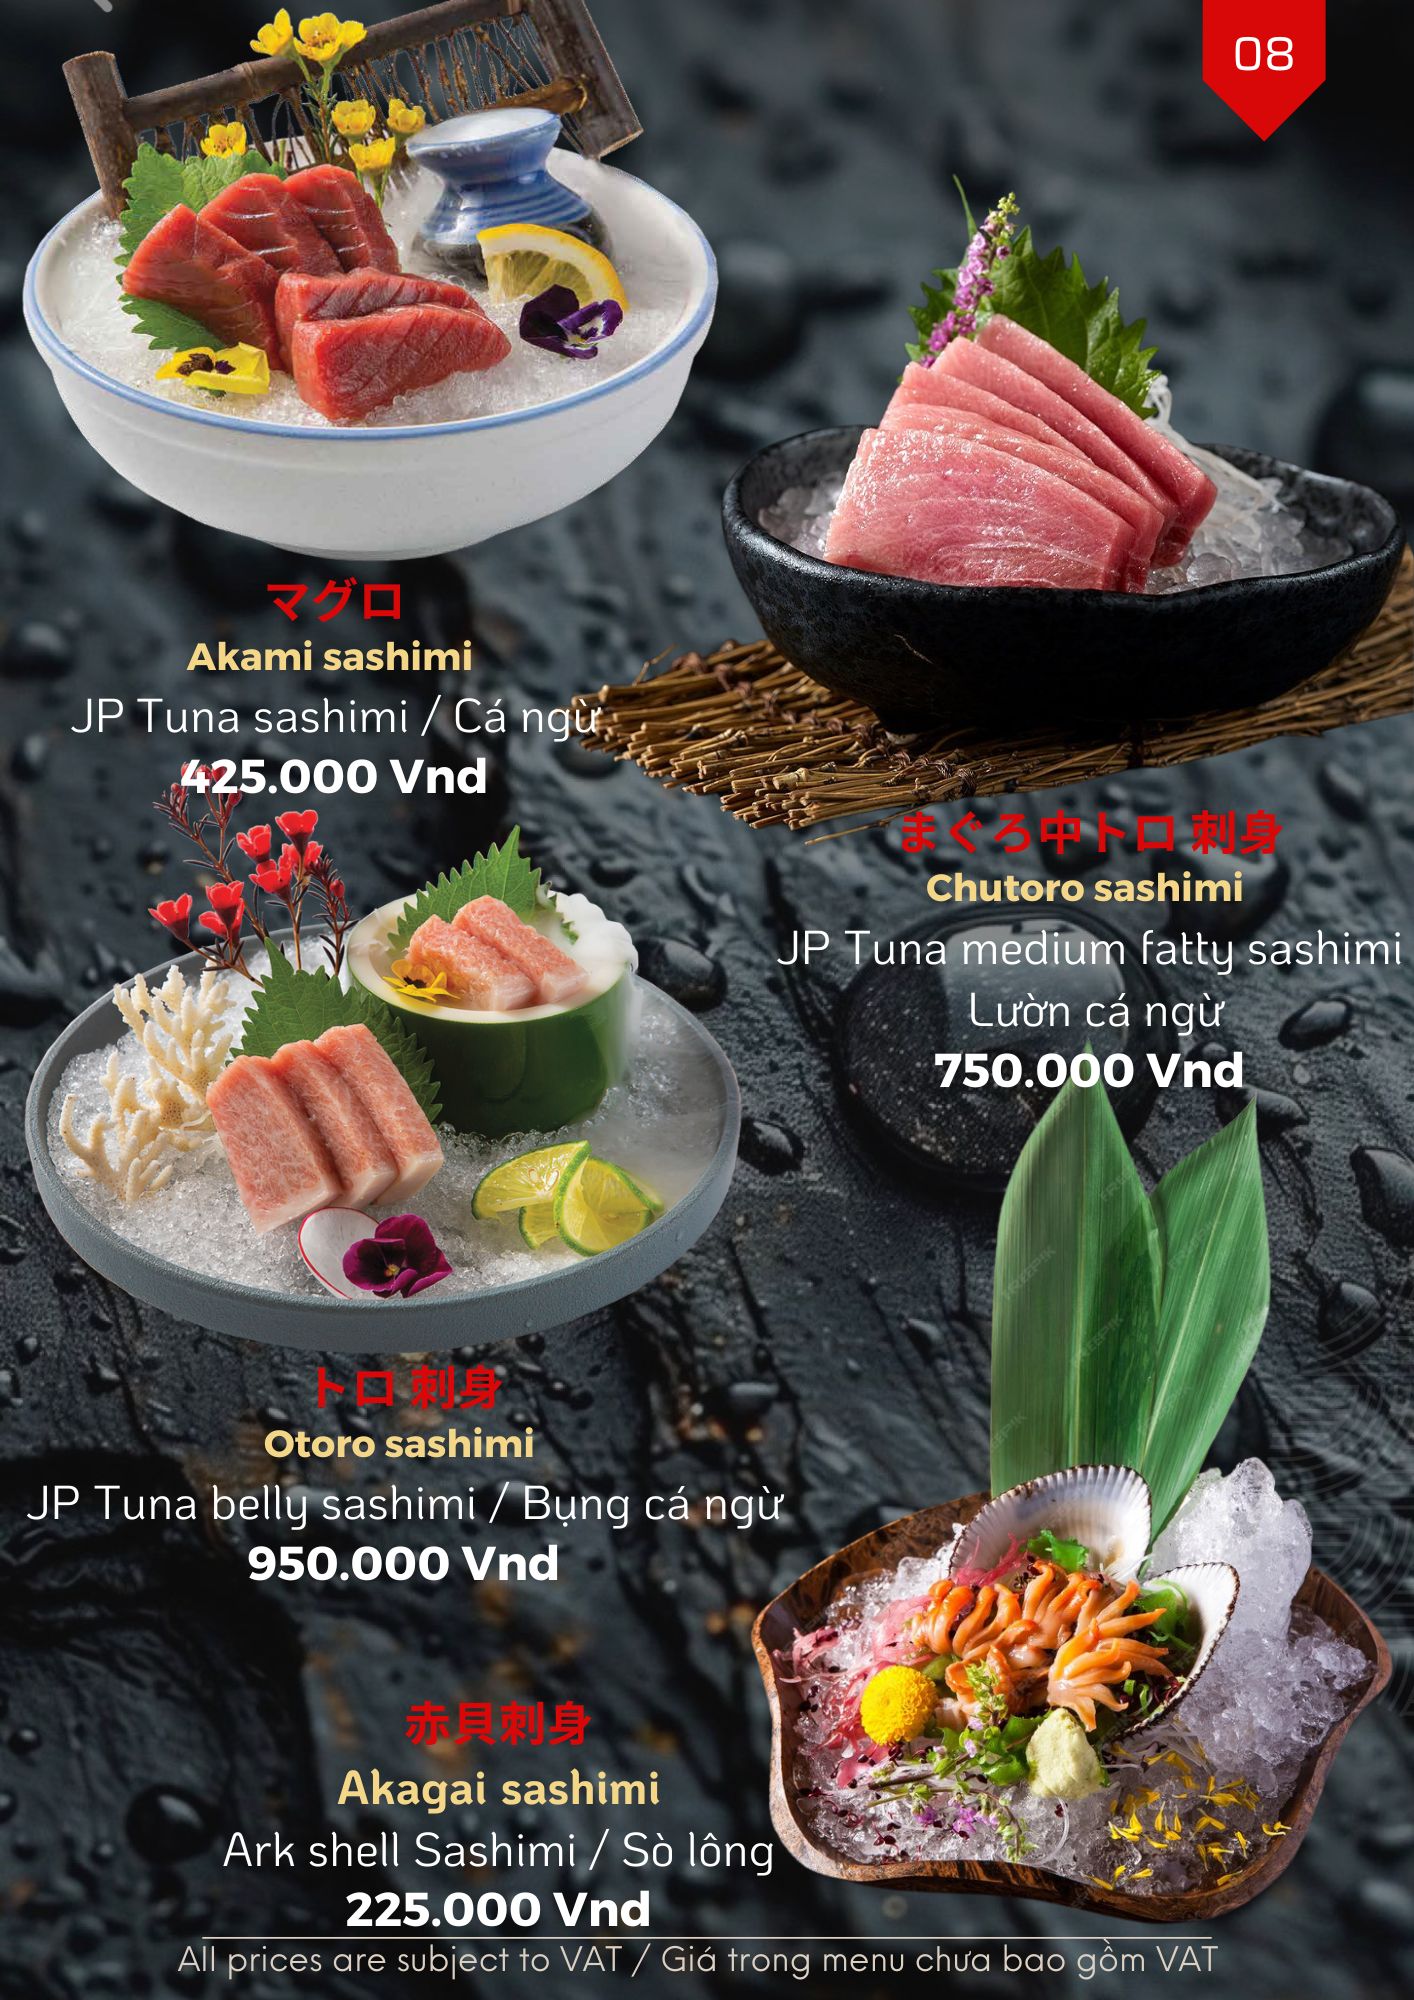 08
マグロ
Akami sashimi
JP Tuna sashimi / Cá ngừ
425.000 Vnd
まぐろ中トロ 刺身
Chutoro sashimi
JP Tuna medium fatty sashimi
Lườn cá ngừ
750.000 Vnd
トロ 刺身
Otoro sashimi
JP Tuna belly sashimi / Bụng cá ngừ
950.000 Vnd
赤貝刺身
Akagai sashimi
Ark shell Sashimi / Sò lông
225.000 Vnd
All prices are subject to VAT / Giá trong menu chưa bao gồm VAT